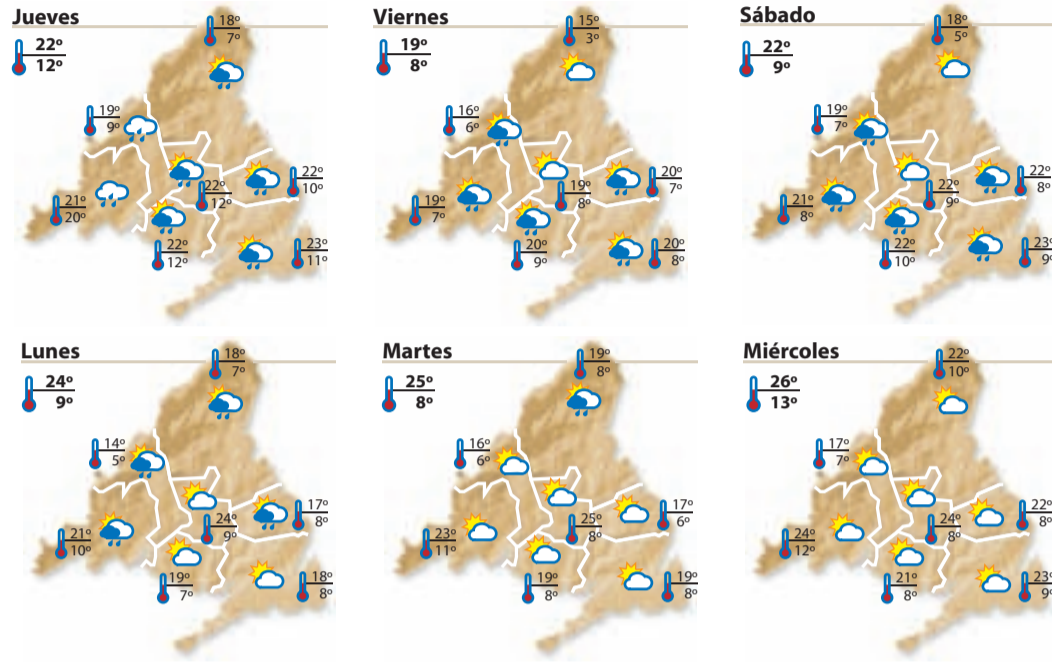 Jueves
22º
12º
18º
7º
19º
9º
22º
10º
22º
12º
21º
20º
22º
12º
23º
11º
Viernes
19º
8º
15º
3º
16º
6º
20º
7º
19º
8º
19º
7º
20º
9º
20º
8º
Sábado
22º
9º
18º
5º
19º
7º
22º
8º
22º
9º
21º
8º
22º
10º
23º
9º
Lunes
24º
9º
18º
7º
14º
5º
17º
8º
24º
9º
21º
10º
19º
7º
18º
8º
Martes
25º
8º
19º
8º
16º
6º
17º
6º
25º
8º
23º
11º
19º
8º
19º
8º
Miércoles
26º
13º
22º
10º
17º
7º
22º
8º
24º
8º
24º
12º
21º
8º
23º
9º